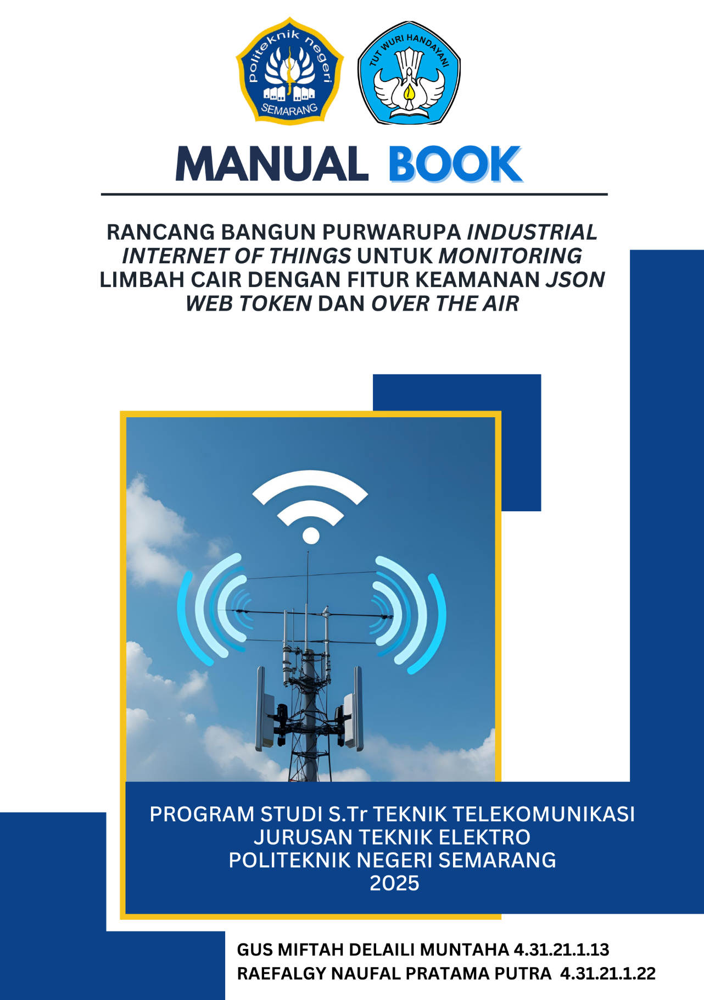 politeknik negeri
SEMARANG
TUT WURI HANDAYANI
MANUAL BOOK
RANCANG BANGUN PURWARUPA INDUSTRIAL
INTERNET OF THINGS UNTUK MONITORING
LIMBAH CAIR DENGAN FITUR KEAMANAN JSON
WEB TOKEN DAN OVER THE AIR
PROGRAM STUDI S.Tr TEKNIK TELEKOMUNIKASI
JURUSAN TEKNIK ELEKTRO
POLITEKNIK NEGERI SEMARANG
2025
GUS MIFTAH DELAILI MUNTAHA 4.31.21.1.13
RAEFALGY NAUFAL PRATAMA PUTRA 4.31.21.1.22